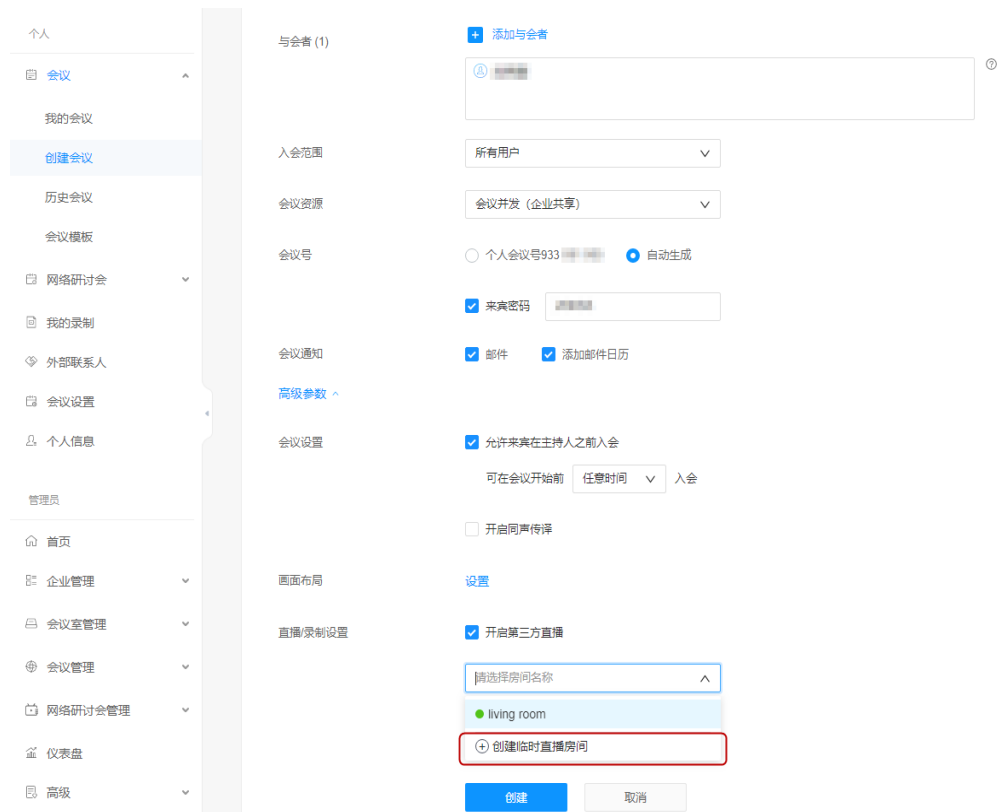 个人
会议
我的会议
创建会议
历史会议
会议模板
网络研讨会
我的录制
外部联系人
会议设置
个人信息
管理员
首页
企业管理
会议室管理
会议管理
网络研讨会管理
仪表盘
高级
与会者 (1)
添加与会者
入会范围
所有用户
会议资源
会议并发（企业共享）
会议号
个人会议号933
自动生成
来宾密码
会议通知
邮件
添加邮件日历
高级参数
会议设置
允许来宾在主持人之前入会
可在会议开始前 任意时间 入会
开启同声传译
画面布局
设置
直播/录制设置
开启第三方直播
请选择房间名称
living room
创建临时直播房间
创建
取消